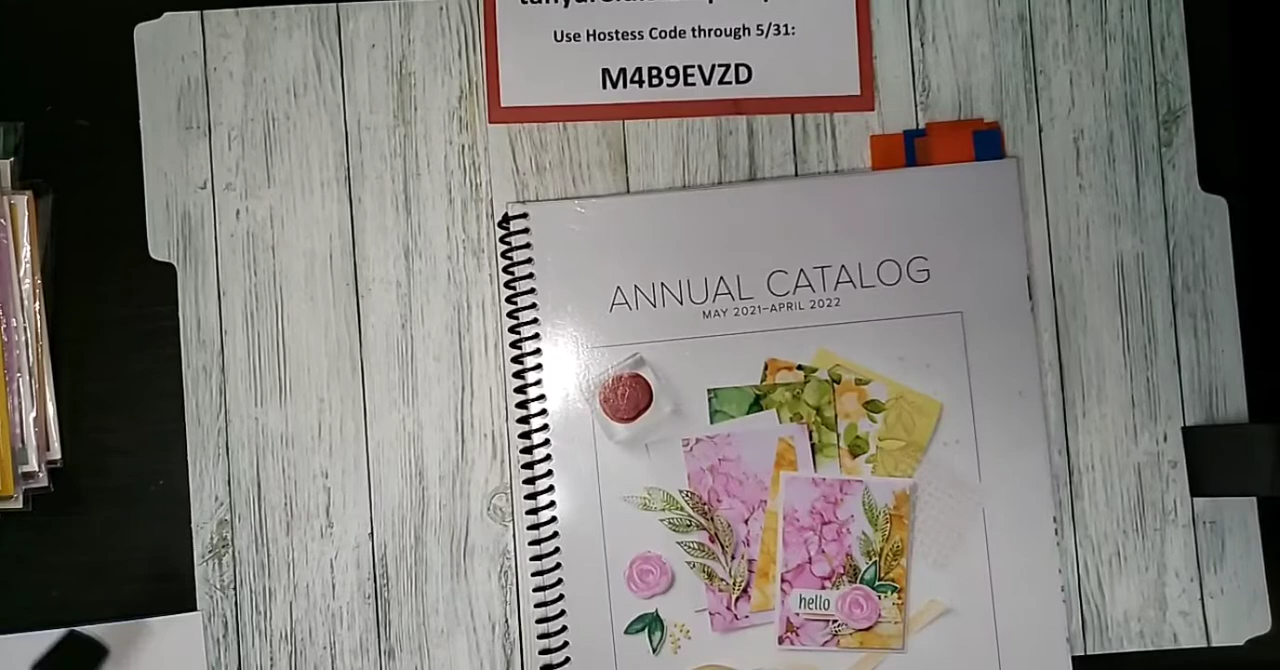 Use Hostess Code through 5/31:
M4B9EVZD
ANNUAL CATALOG
MAY 2021–APRIL 2022
hello